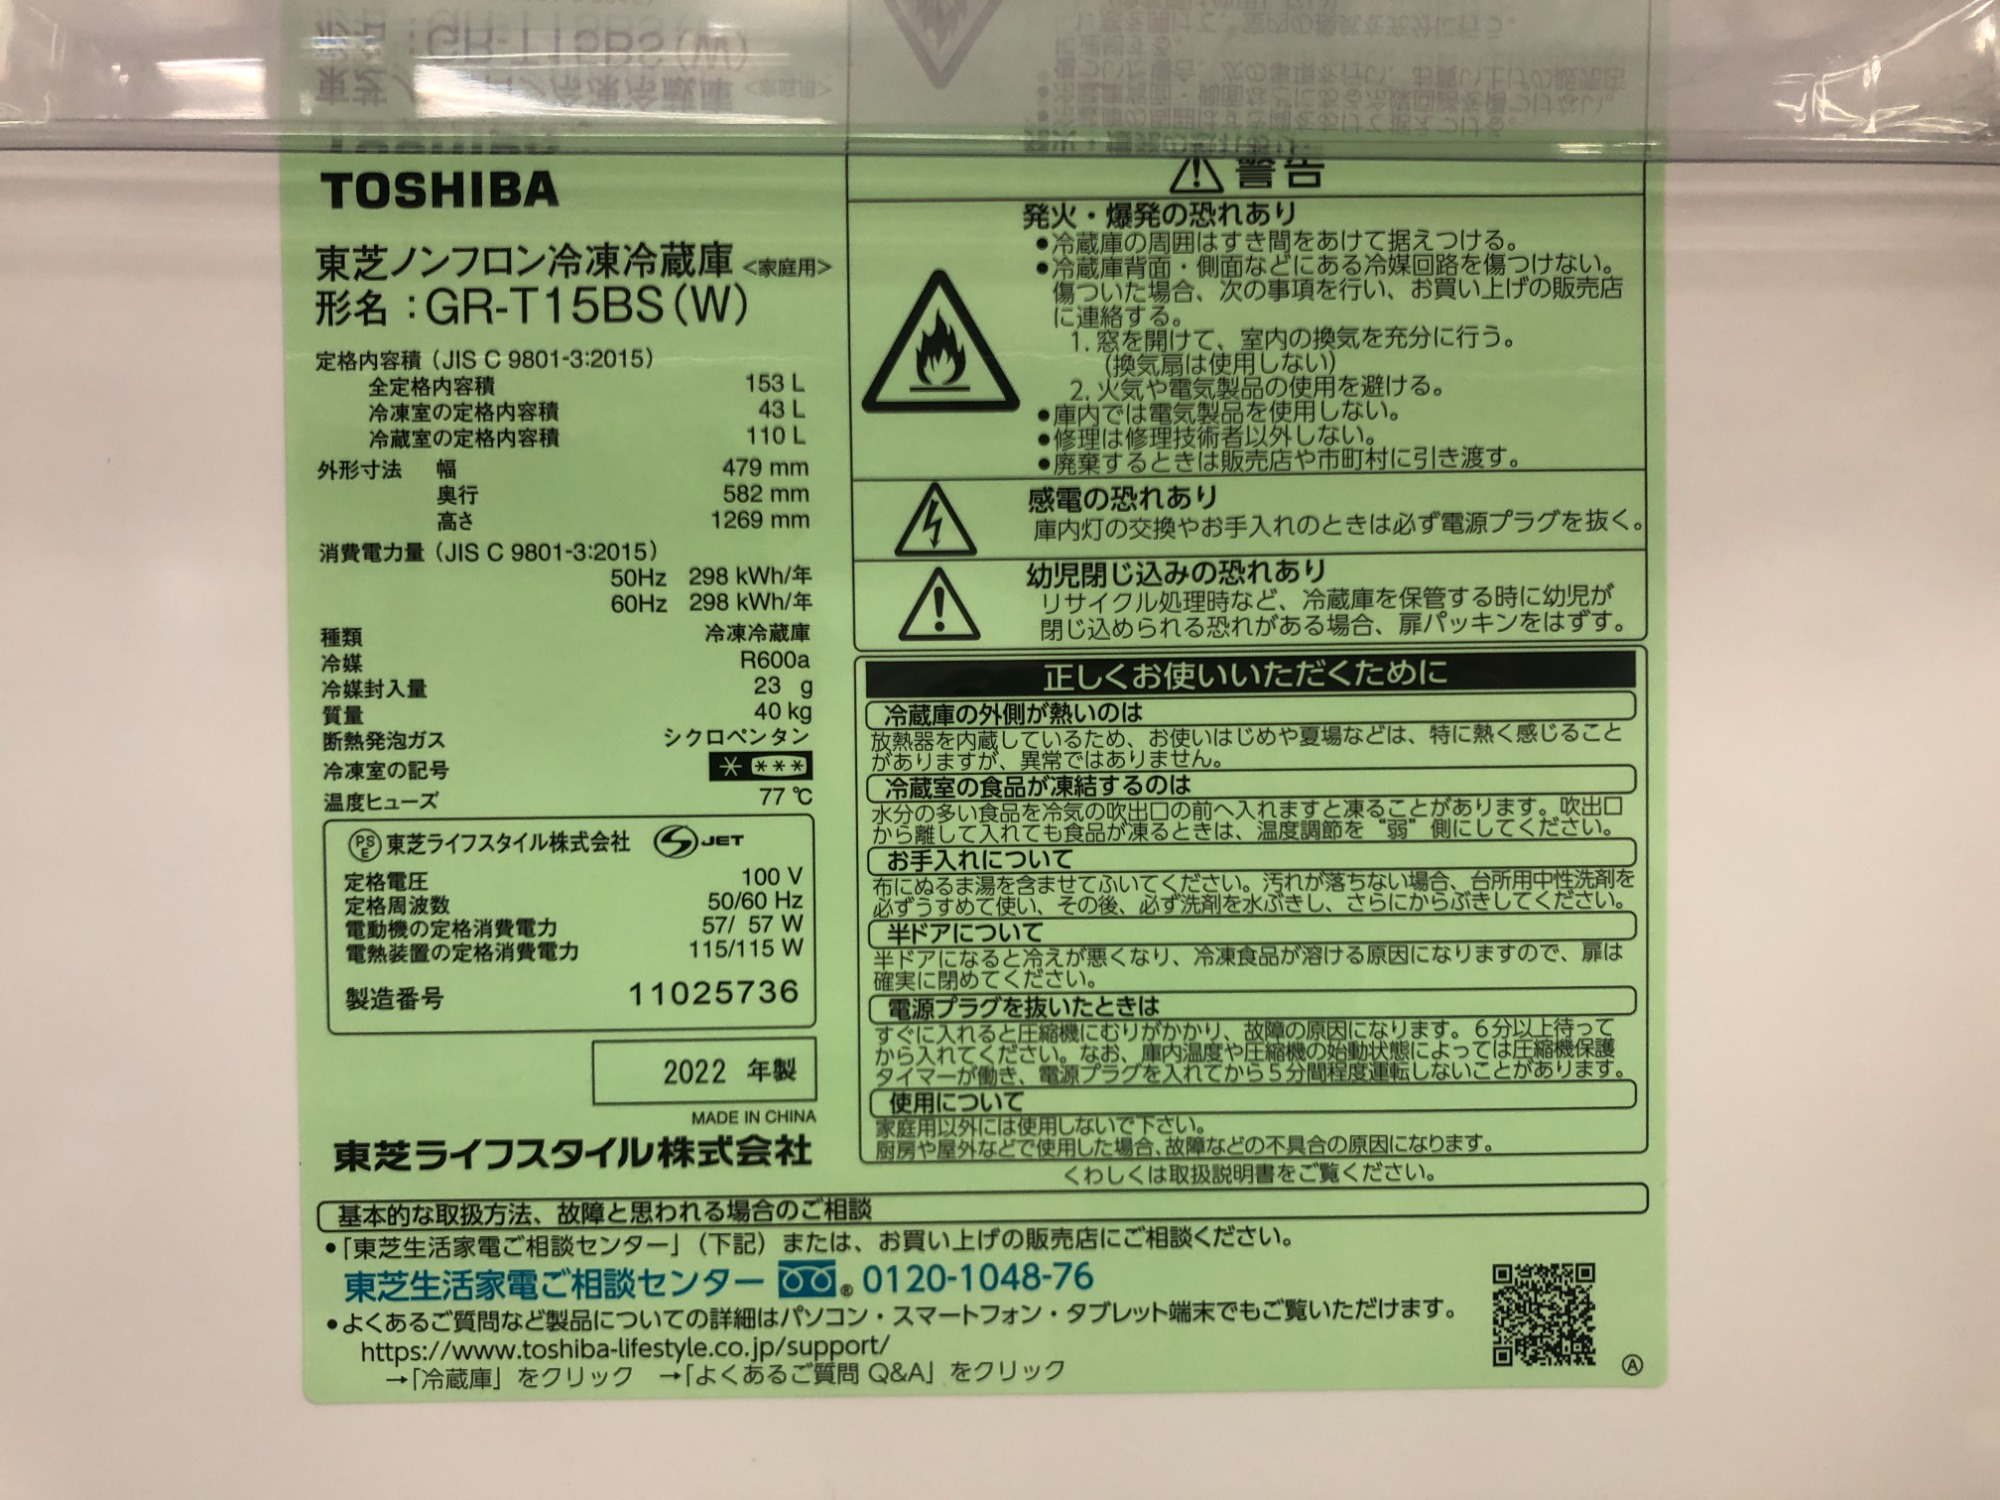 TOSHIBA
東芝ノンフロン冷凍冷蔵庫 <家庭用>
形名：GR-T15BS(W)
定格内容積（JIS C 9801-3:2015）
全定格内容積 153 L
冷凍室の定格内容積 43 L
冷蔵室の定格内容積 110 L
外形寸法 幅 479 mm
奥行 582 mm
高さ 1269 mm
消費電力量（JIS C 9801-3:2015）
50Hz 298 kWh/年
60Hz 298 kWh/年
種類 冷凍冷蔵庫
冷媒 R600a
冷媒封入量 23 g
質量 40 kg
断熱発泡ガス シクロペンタン
冷凍室の記号 * ***
温度ヒューズ 77 ℃
PSE 東芝ライフスタイル株式会社 JET
定格電圧 100 V
定格周波数 50/60 Hz
電動機の定格消費電力 57/ 57 W
電熱装置の定格消費電力 115/115 W
製造番号 11025736
2022 年製
MADE IN CHINA
東芝ライフスタイル株式会社
警告
発火・爆発の恐れあり
●冷蔵庫の周囲はすき間をあけて据えつける。
●冷蔵庫背面・側面などにある冷媒回路を傷つけない。
傷ついた場合、次の事項を行い、お買い上げの販売店
に連絡する。
1. 窓を開けて、室内の換気を充分に行う。
(換気扇は使用しない)
2. 火気や電気製品の使用を避ける。
●庫内では電気製品を使用しない。
●修理は修理技術者以外しない。
●廃棄するときは販売店や市町村に引き渡す。
感電の恐れあり
庫内灯の交換やお手入れのときは必ず電源プラグを抜く。
幼児閉じ込みの恐れあり
リサイクル処理時など、冷蔵庫を保管する時に幼児が
閉じ込められる恐れがある場合、扉パッキンをはずす。
正しくお使いいただくために
冷蔵庫の外側が熱いのは
放熱器を内蔵しているため、お使いはじめや夏場などは、特に熱く感じること
がありますが、異常ではありません。
冷蔵室の食品が凍結するのは
水分の多い食品を冷気の吹出口の前へ入れますと凍ることがあります。吹出口
から離して入れても食品が凍るときは、温度調節を“弱”側にしてください。
お手入れについて
布にぬるま湯を含ませてふいてください。汚れが落ちない場合、台所用中性洗剤を
必ずうすめて使い、その後、必ず洗剤を水ぶきし、さらにからぶきしてください。
半ドアについて
半ドアになると冷えが悪くなり、冷凍食品が溶ける原因になりますので、扉は
確実に閉めてください。
電源プラグを抜いたときは
すぐに入れると圧縮機にむりがかかり、故障の原因になります。6分以上待って
から入れてください。なお、庫内温度や圧縮機の始動状態によっては圧縮機保護
タイマーが働き、電源プラグを入れてから5分間程度運転しないことがあります。
使用について
家庭用以外には使用しないで下さい。
厨房や屋外などで使用した場合、故障などの不具合の原因になります。
くわしくは取扱説明書をご覧ください。
基本的な取扱方法、故障と思われる場合のご相談
●「東芝生活家電ご相談センター」（下記）または、お買い上げの販売店にご相談ください。
東芝生活家電ご相談センター ® 0120-1048-76
●よくあるご質問など製品についての詳細はパソコン・スマートフォン・タブレット端末でもご覧いただけます。
https://www.toshiba-lifestyle.co.jp/support/
→「冷蔵庫」をクリック →「よくあるご質問 Q&A」をクリック
Ⓐ